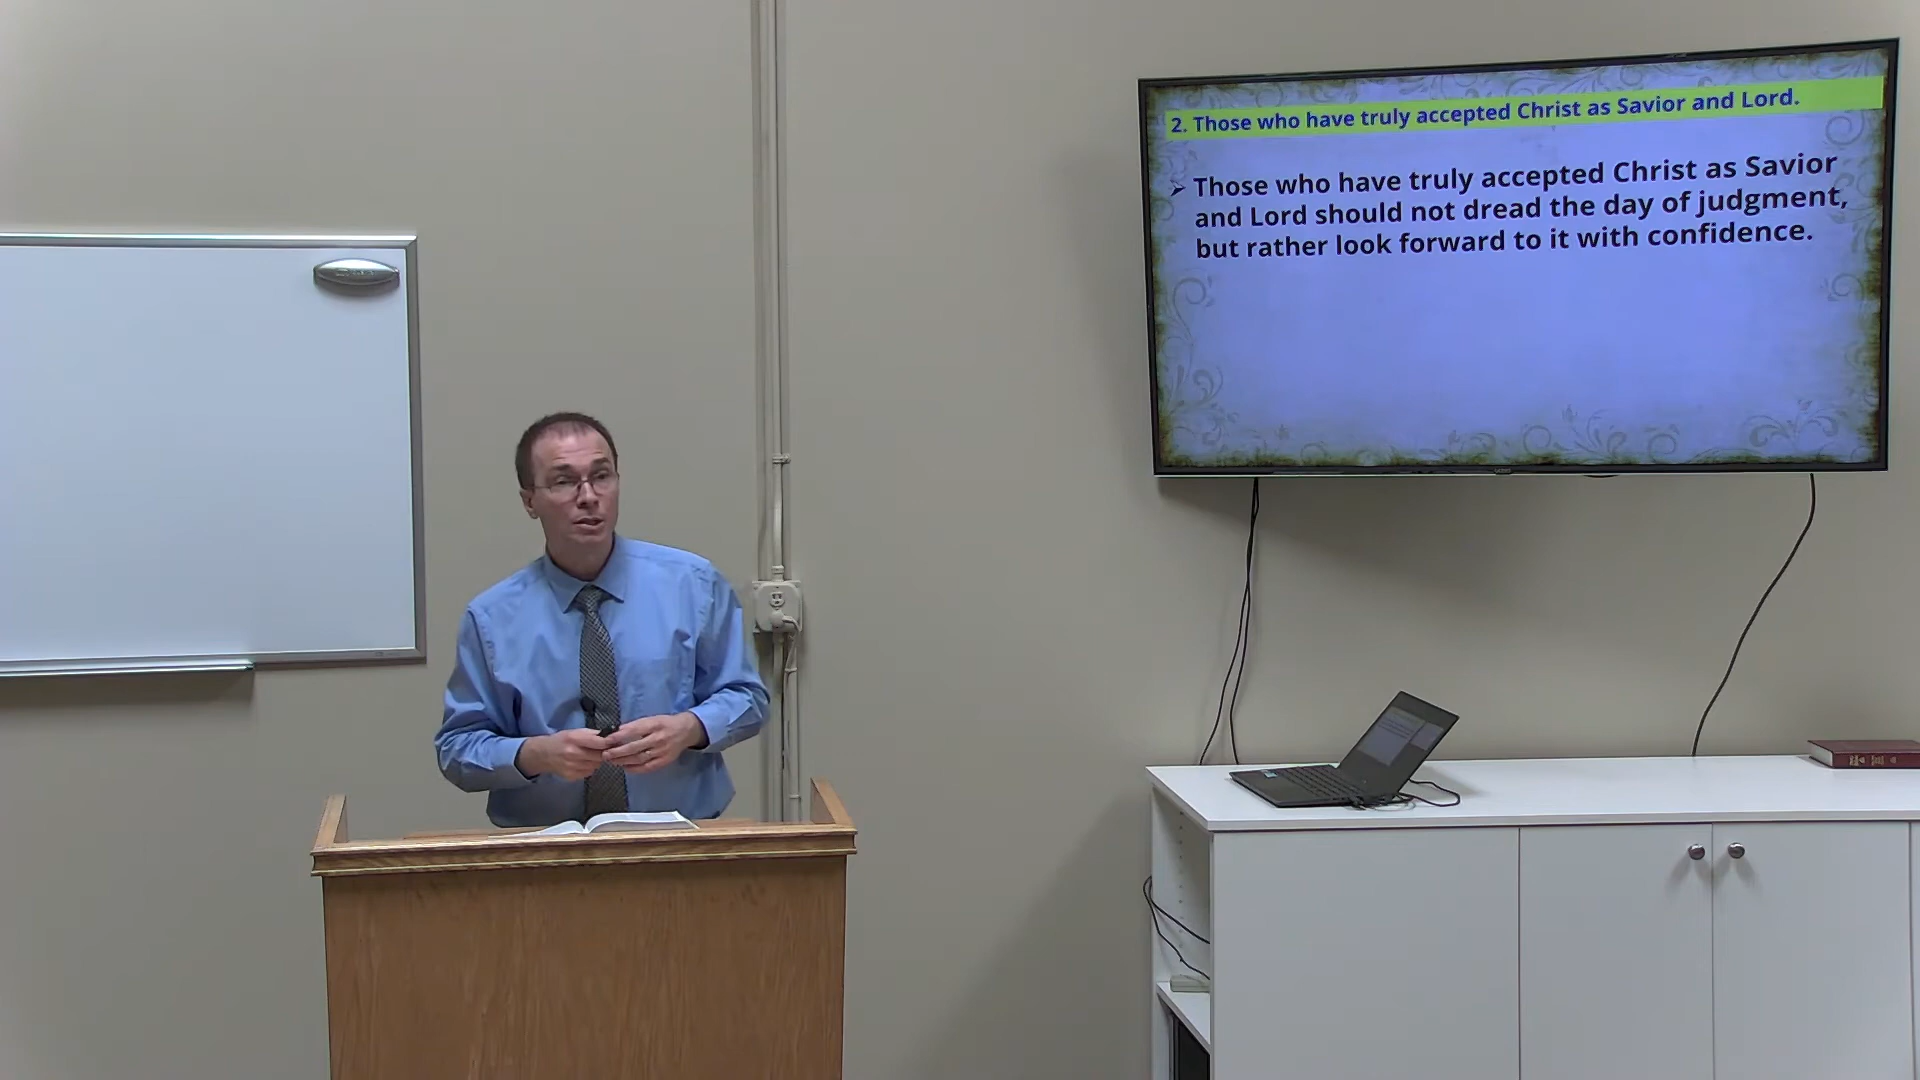 2. Those who have truly accepted Christ as Savior and Lord.
➢ Those who have truly accepted Christ as Savior
and Lord should not dread the day of judgment,
but rather look forward to it with confidence.